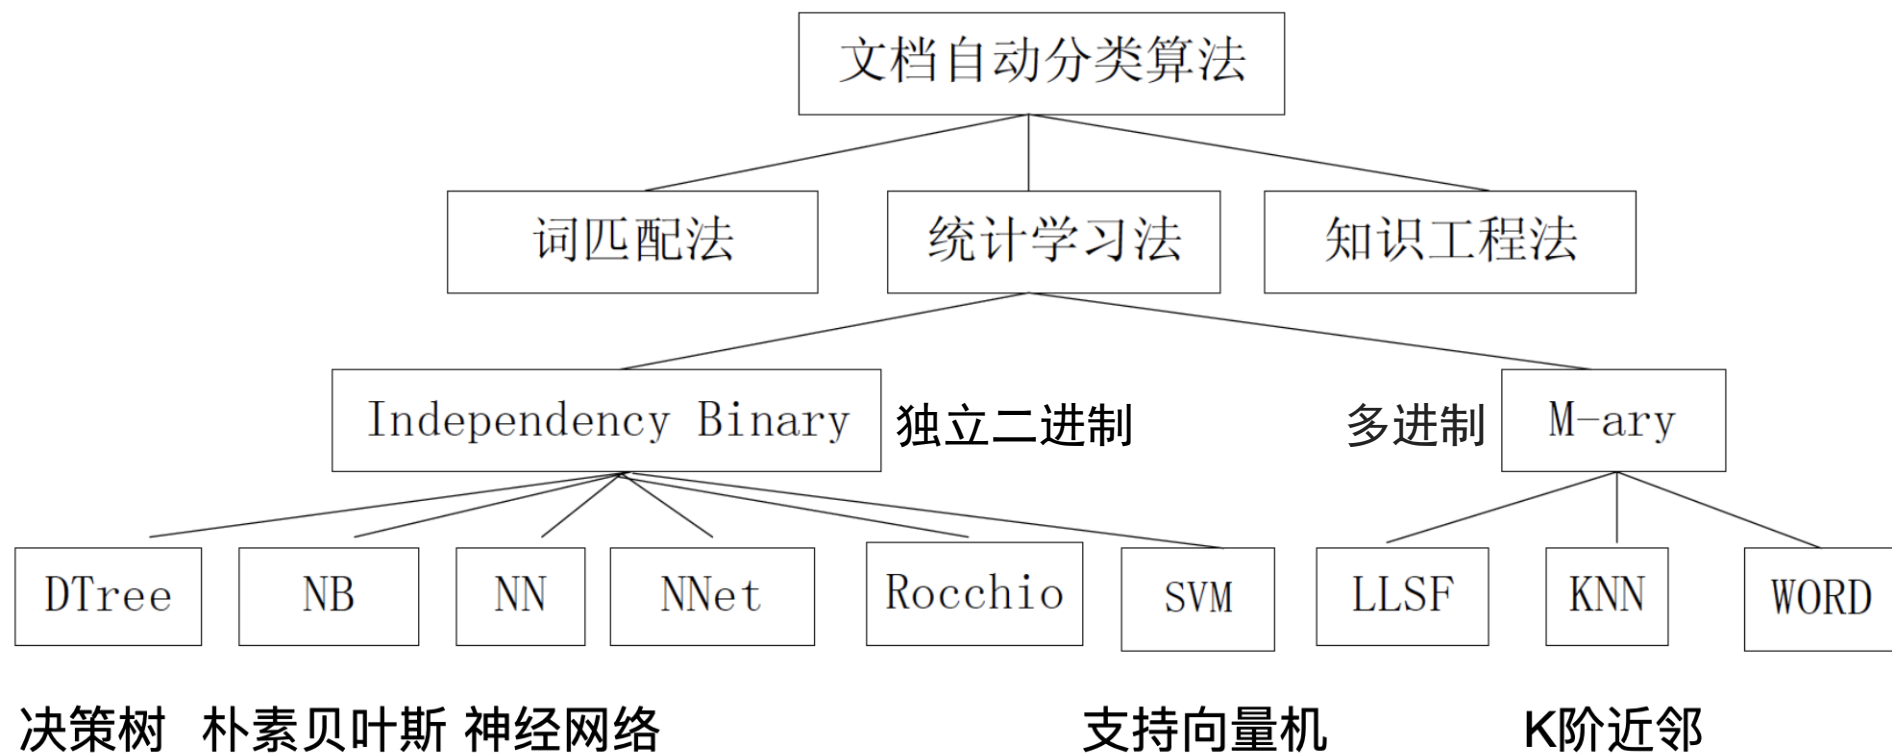 文档自动分类算法
词匹配法
统计学习法
知识工程法
Independency Binary
独立二进制
多进制
M-ary
DTree
NB
NN
NNet
Rocchio
SVM
LLSF
KNN
WORD
决策树
朴素贝叶斯
神经网络
支持向量机
K阶近邻